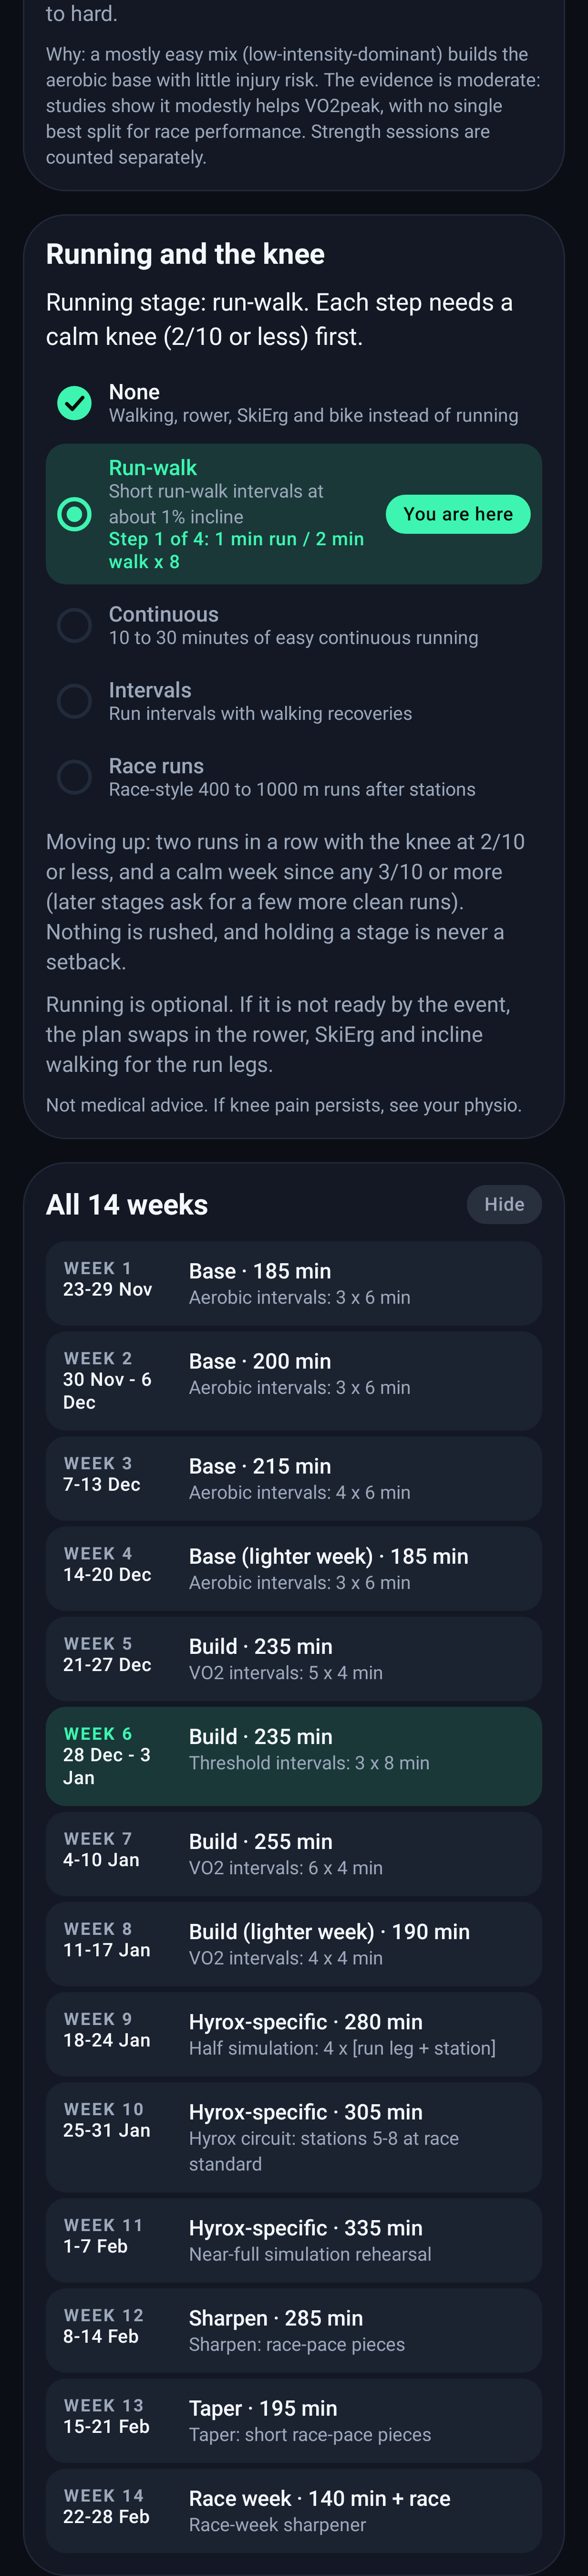 to hard.
Why: a mostly easy mix (low-intensity-dominant) builds the
aerobic base with little injury risk. The evidence is moderate:
studies show it modestly helps VO2peak, with no single
best split for race performance. Strength sessions are
counted separately.
Running and the knee
Running stage: run-walk. Each step needs a
calm knee (2/10 or less) first.
None
Walking, rower, SkiErg and bike instead of running
Run-walk
Short run-walk intervals at
about 1% incline
Step 1 of 4: 1 min run / 2 min
walk x 8
You are here
Continuous
10 to 30 minutes of easy continuous running
Intervals
Run intervals with walking recoveries
Race runs
Race-style 400 to 1000 m runs after stations
Moving up: two runs in a row with the knee at 2/10
or less, and a calm week since any 3/10 or more
(later stages ask for a few more clean runs).
Nothing is rushed, and holding a stage is never a
setback.
Running is optional. If it is not ready by the event,
the plan swaps in the rower, SkiErg and incline
walking for the run legs.
Not medical advice. If knee pain persists, see your physio.
All 14 weeks
Hide
WEEK 1
23-29 Nov
Base · 185 min
Aerobic intervals: 3 x 6 min
WEEK 2
30 Nov - 6
Dec
Base · 200 min
Aerobic intervals: 3 x 6 min
WEEK 3
7-13 Dec
Base · 215 min
Aerobic intervals: 4 x 6 min
WEEK 4
14-20 Dec
Base (lighter week) · 185 min
Aerobic intervals: 3 x 6 min
WEEK 5
21-27 Dec
Build · 235 min
VO2 intervals: 5 x 4 min
WEEK 6
28 Dec - 3
Jan
Build · 235 min
Threshold intervals: 3 x 8 min
WEEK 7
4-10 Jan
Build · 255 min
VO2 intervals: 6 x 4 min
WEEK 8
11-17 Jan
Build (lighter week) · 190 min
VO2 intervals: 4 x 4 min
WEEK 9
18-24 Jan
Hyrox-specific · 280 min
Half simulation: 4 x [run leg + station]
WEEK 10
25-31 Jan
Hyrox-specific · 305 min
Hyrox circuit: stations 5-8 at race
standard
WEEK 11
1-7 Feb
Hyrox-specific · 335 min
Near-full simulation rehearsal
WEEK 12
8-14 Feb
Sharpen · 285 min
Sharpen: race-pace pieces
WEEK 13
15-21 Feb
Taper · 195 min
Taper: short race-pace pieces
WEEK 14
22-28 Feb
Race week · 140 min + race
Race-week sharpener